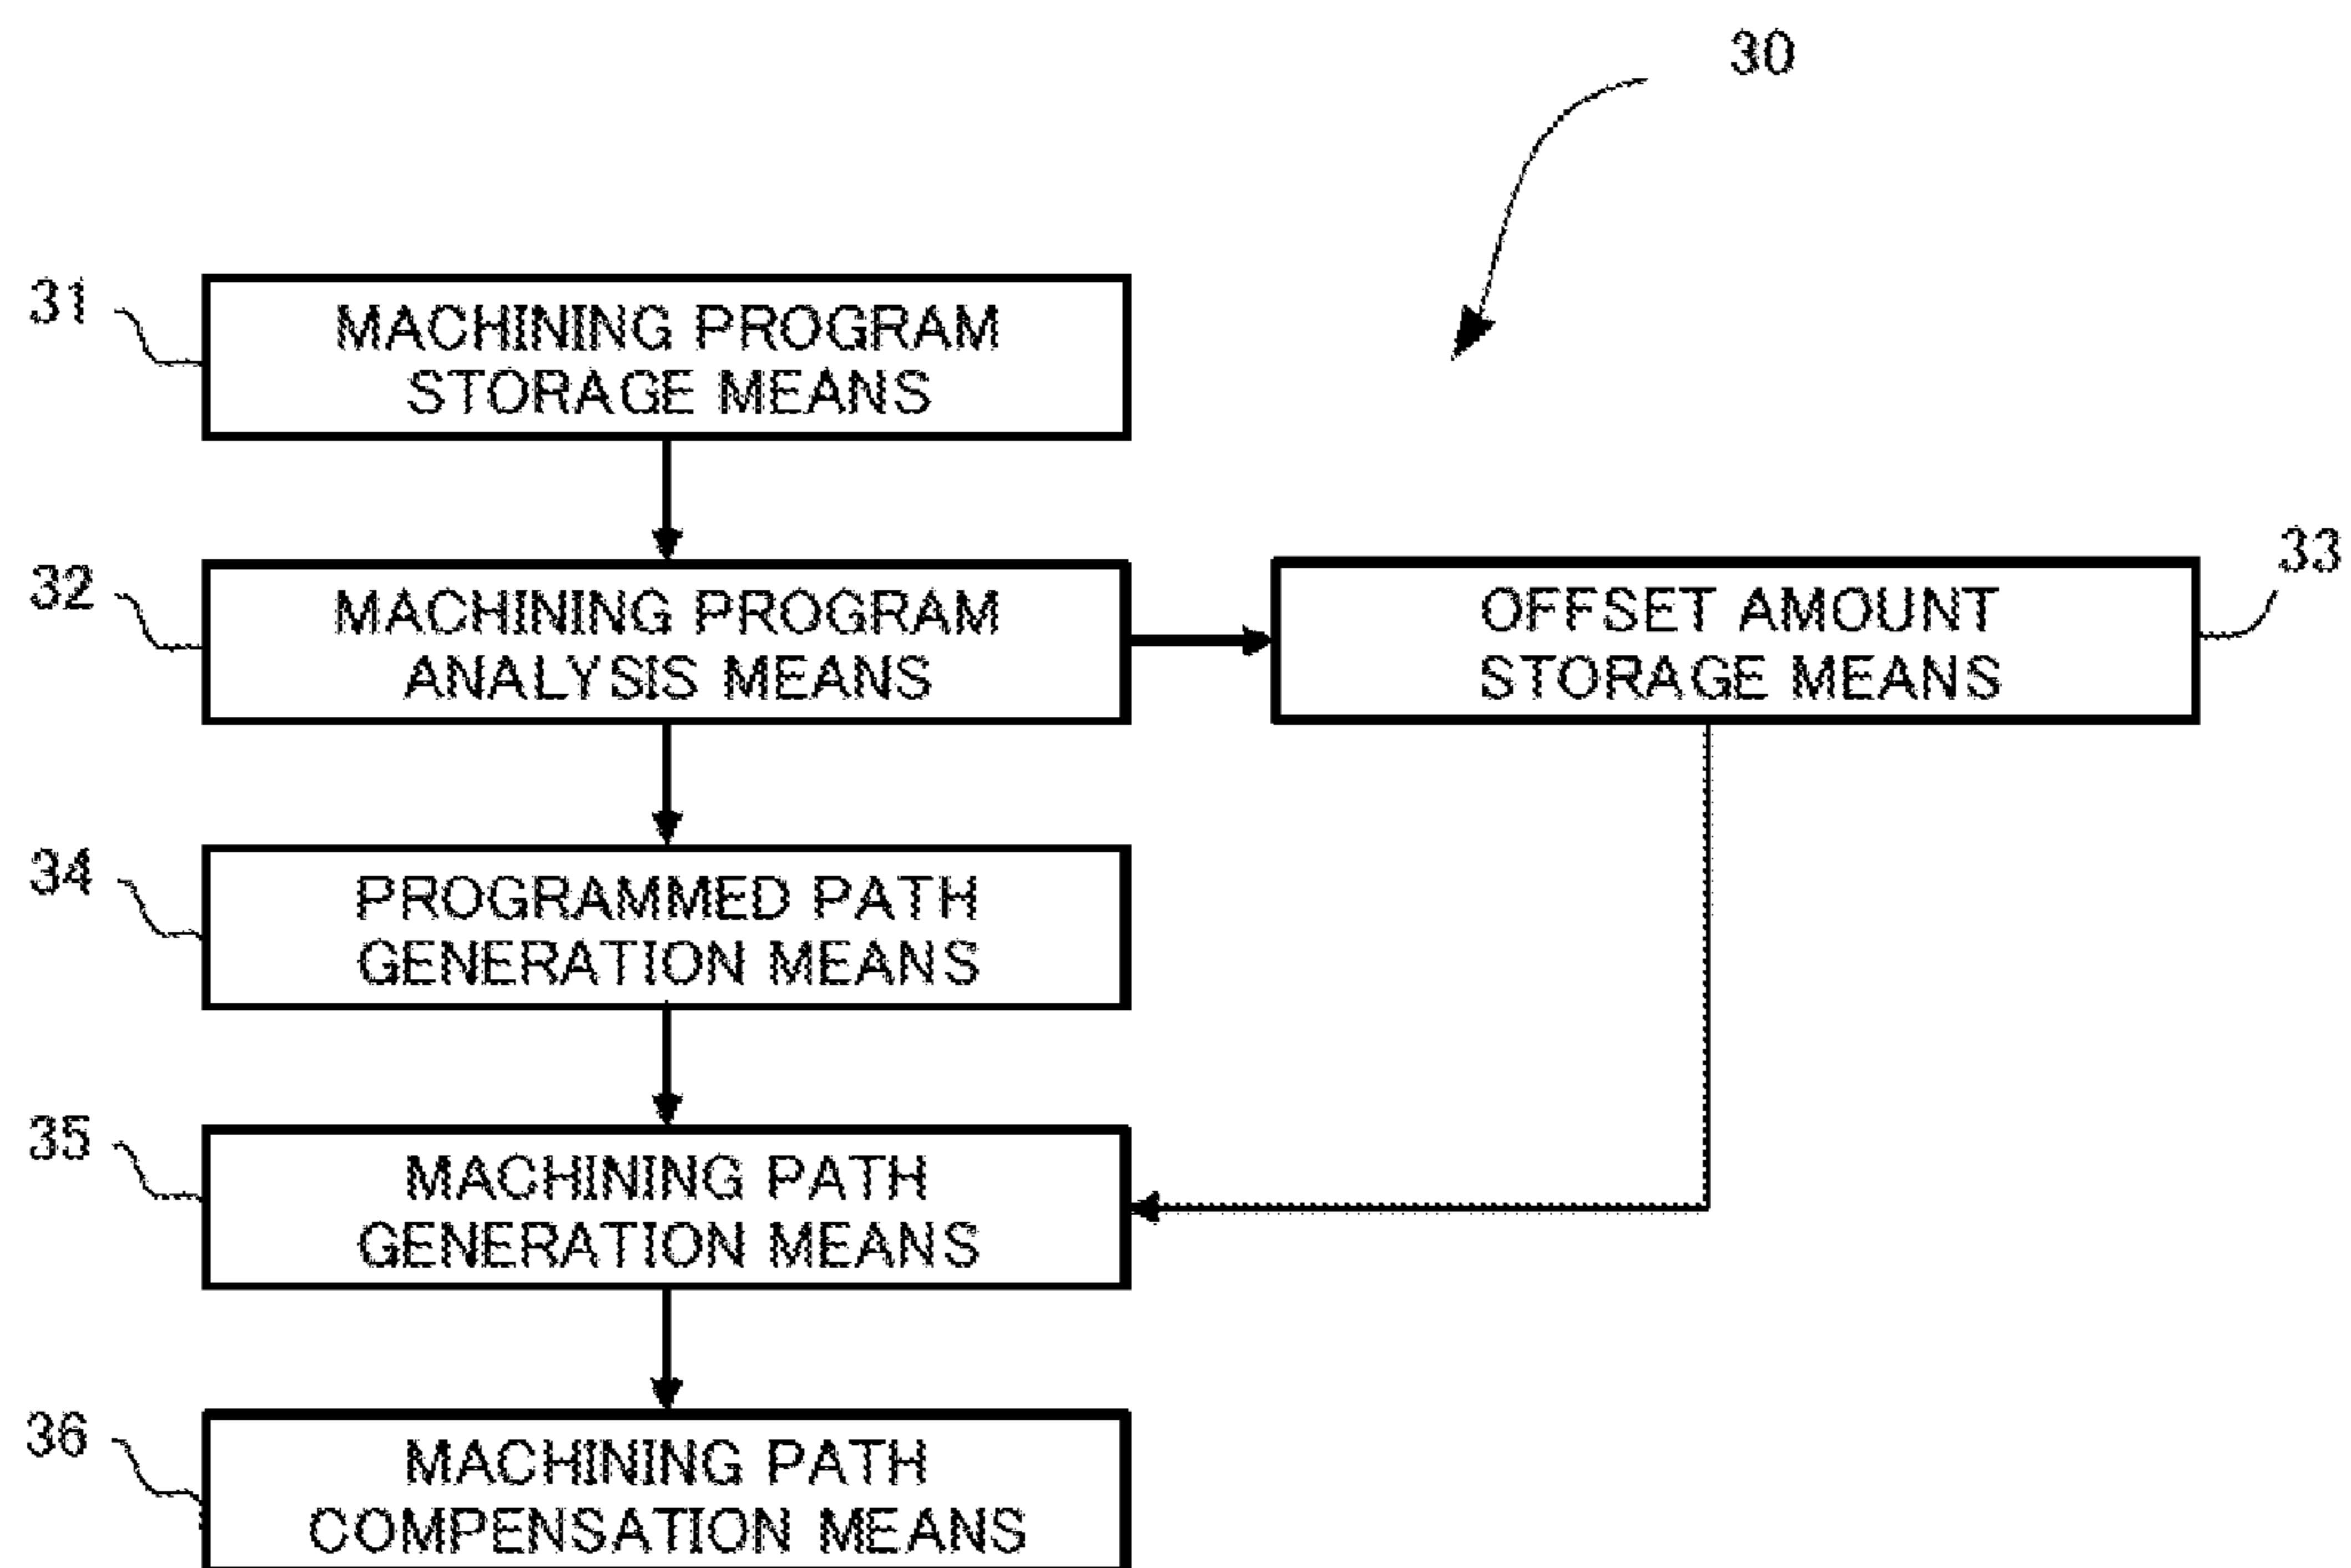 30
31
MACHINING PROGRAM
STORAGE MEANS
32
MACHINING PROGRAM
ANALYSIS MEANS
33
OFFSET AMOUNT
STORAGE MEANS
34
PROGRAMMED PATH
GENERATION MEANS
35
MACHINING PATH
GENERATION MEANS
36
MACHINING PATH
COMPENSATION MEANS